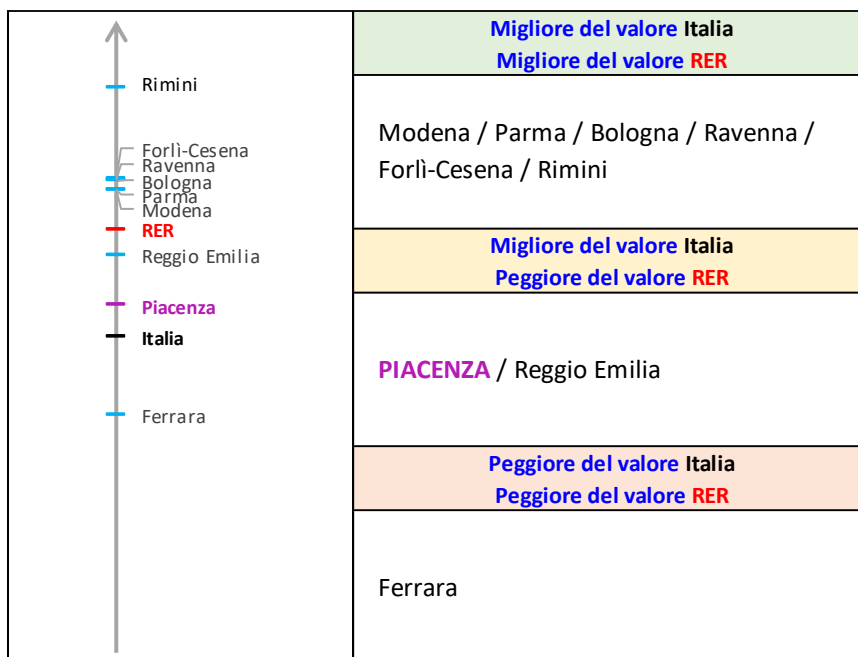 Rimini
Forlì-Cesena
Ravenna
Bologna
Parma
Modena
RER
Reggio Emilia
Piacenza
Italia
Ferrara
Migliore del valore Italia
Migliore del valore RER
Modena / Parma / Bologna / Ravenna /
Forlì-Cesena / Rimini
Migliore del valore Italia
Peggiore del valore RER
PIACENZA / Reggio Emilia
Peggiore del valore Italia
Peggiore del valore RER
Ferrara